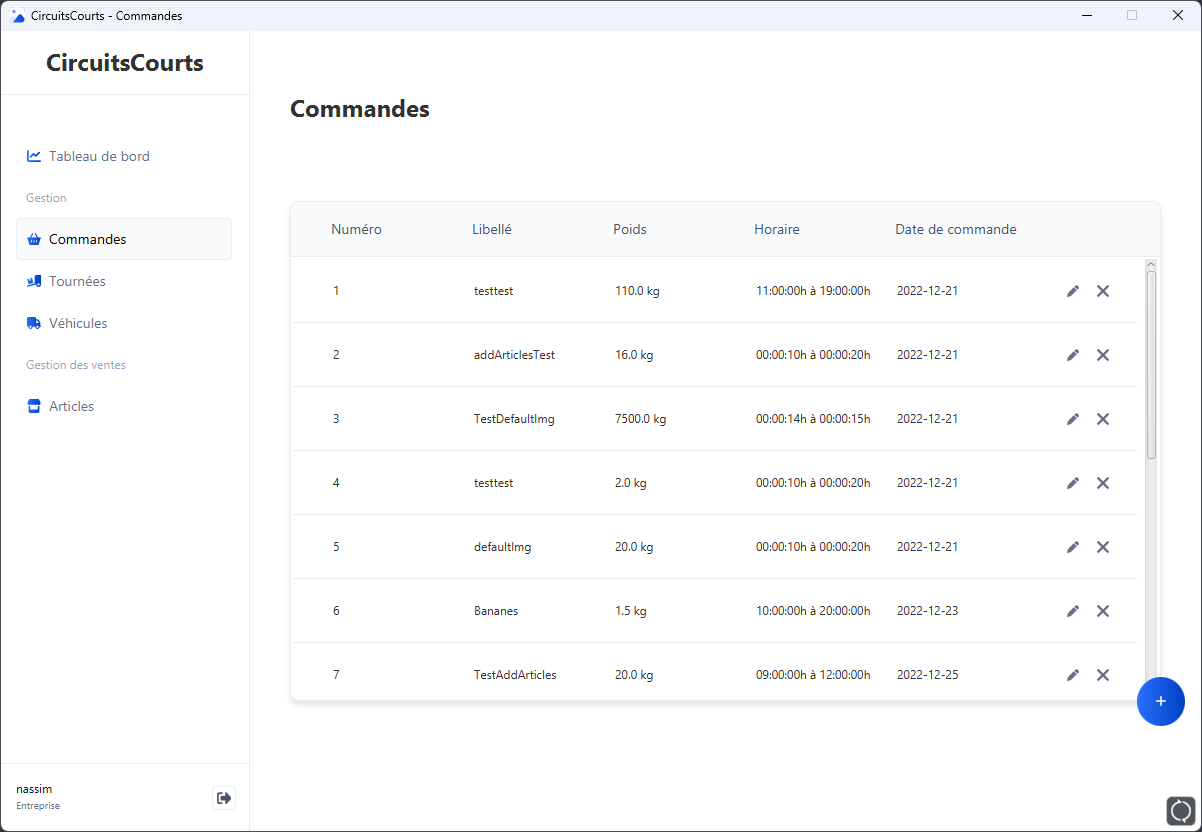 CircuitsCourts - Commandes
CircuitsCourts
Tableau de bord
Gestion
Commandes
Tournées
Véhicules
Gestion des ventes
Articles
nassim
Entreprise
Commandes
Numéro Libellé Poids Horaire Date de commande
1 testtest 110.0 kg 11:00:00h à 19:00:00h 2022-12-21
2 addArticlesTest 16.0 kg 00:00:10h à 00:00:20h 2022-12-21
3 TestDefaultImg 7500.0 kg 00:00:14h à 00:00:15h 2022-12-21
4 testtest 2.0 kg 00:00:10h à 00:00:20h 2022-12-21
5 defaultImg 20.0 kg 00:00:10h à 00:00:20h 2022-12-21
6 Bananes 1.5 kg 10:00:00h à 20:00:00h 2022-12-23
7 TestAddArticles 20.0 kg 09:00:00h à 12:00:00h 2022-12-25
+